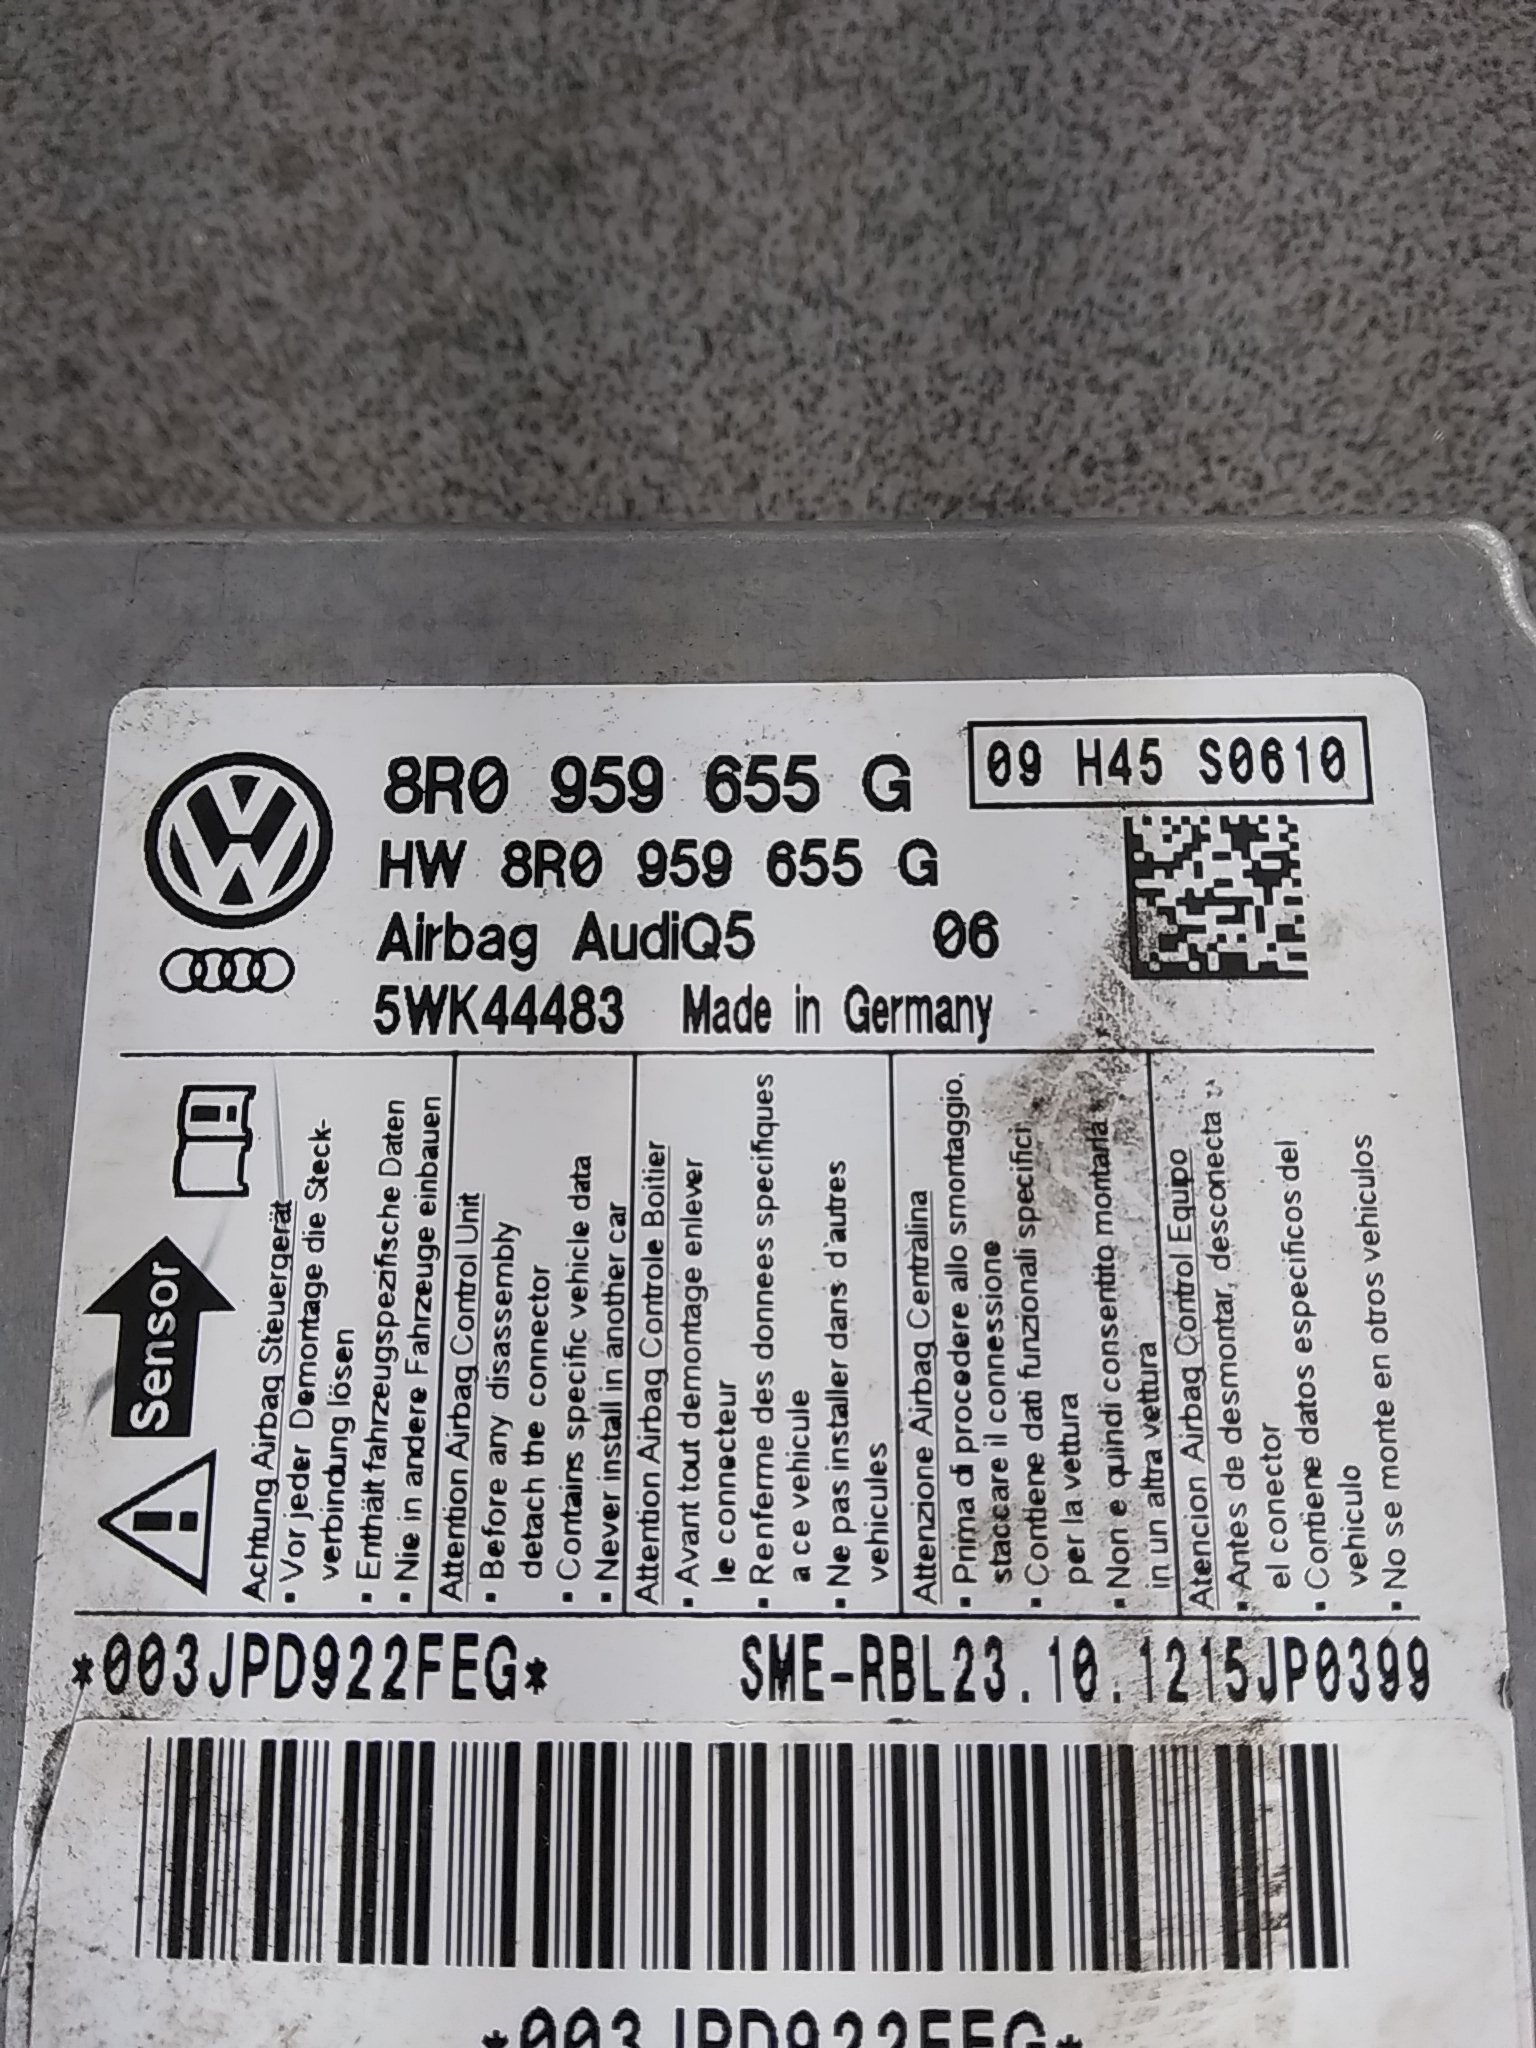 8R0 959 655 G
09 H45 S0610
HW 8R0 959 655 G
Airbag AudiQ5 06
5WK44483 Made in Germany
Sensor
Achtung Airbag Steuergerät
▪ Vor jeder Demontage die Steck-
verbindung lösen
▪ Enthält fahrzeugspezifische Daten
▪ Nie in andere Fahrzeuge einbauen
Attention Airbag Control Unit
▪ Before any disassembly
detach the connector
▪ Contains specific vehicle data
▪ Never install in another car
Attention Airbag Controle Boitier
▪ Avant tout demontage enlever
le connecteur
▪ Renferme des donnees specifiques
a ce vehicule
▪ Ne pas installer dans d'autres
vehicules
Attenzione Airbag Centralina
▪ Prima di procedere allo smontaggio,
staccare il connessione
▪ Contiene dati funzionali specifici
per la vettura
▪ Non e quindi consentito montarla
in un altra vettura
Atencion Airbag Control Equipo
▪ Antes de desmontar, desconecta
el conector
▪ Contiene datos especificos del
vehiculo
▪ No se monte en otros vehiculos
*003JPD922FEG* SME-RBL23.10.1215JP0399
*003JPD922FEG*